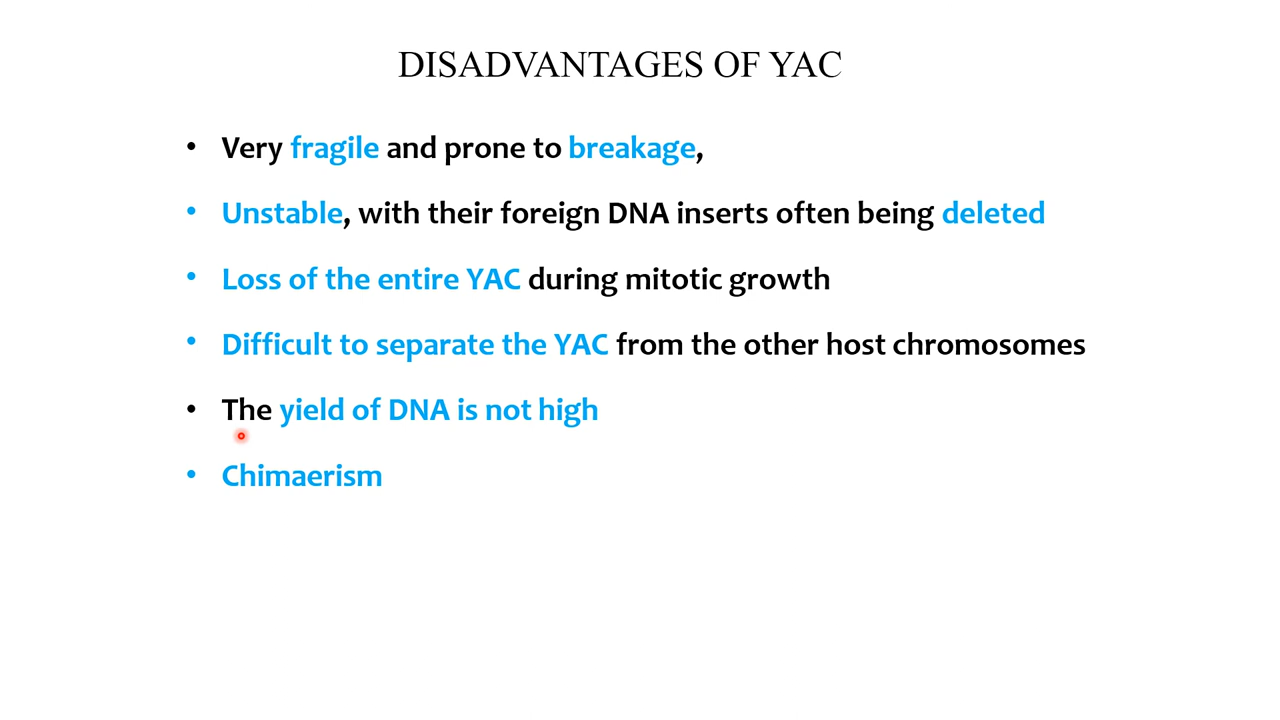 DISADVANTAGES OF YAC
• Very fragile and prone to breakage,
• Unstable, with their foreign DNA inserts often being deleted
• Loss of the entire YAC during mitotic growth
• Difficult to separate the YAC from the other host chromosomes
• The yield of DNA is not high
• Chimaerism